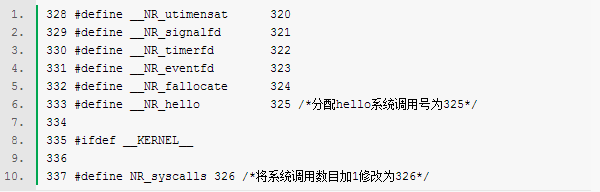 1. 328 #define __NR_utimensat 320
2. 329 #define __NR_signalfd 321
3. 330 #define __NR_timerfd 322
4. 331 #define __NR_eventfd 323
5. 332 #define __NR_fallocate 324
6. 333 #define __NR_hello 325 /*分配hello系统调用号为325*/
7. 334
8. 335 #ifdef __KERNEL__
9. 336
10. 337 #define NR_syscalls 326 /*将系统调用数目加1修改为326*/